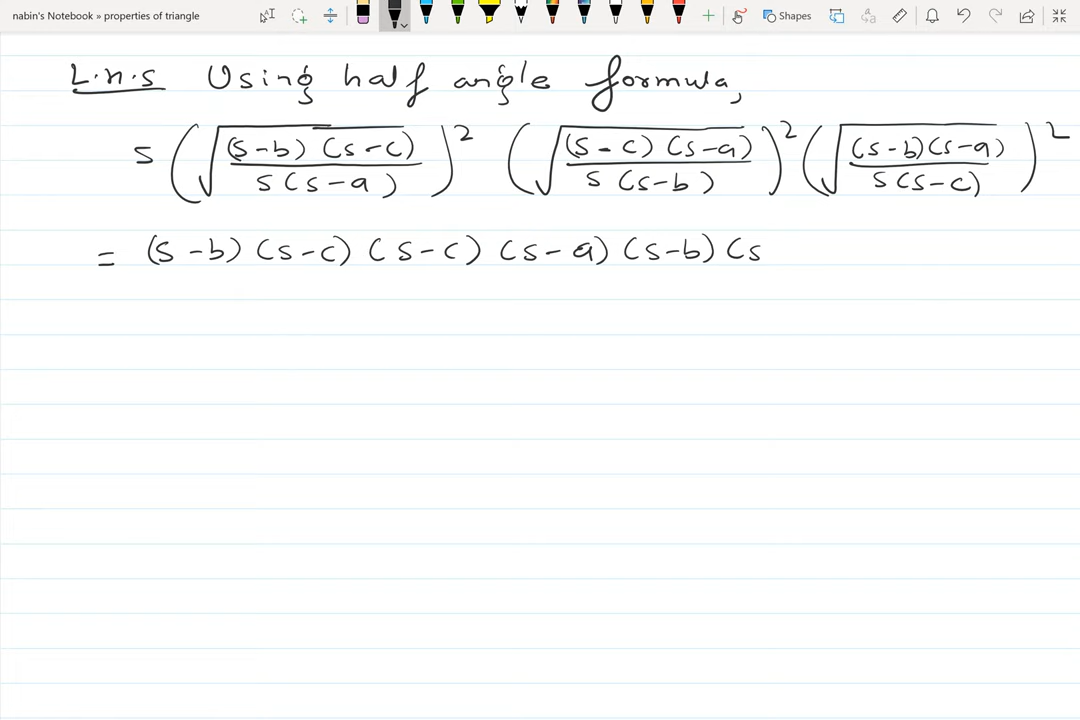 nabin's Notebook » properties of triangle
Shapes
L.H.S Using half angle formula,
s (√((s-b)(s-c)/s(s-a)))² (√((s-c)(s-a)/s(s-b)))² (√((s-b)(s-a)/s(s-c)))²
= (s-b)(s-c)(s-c)(s-a)(s-b)(s